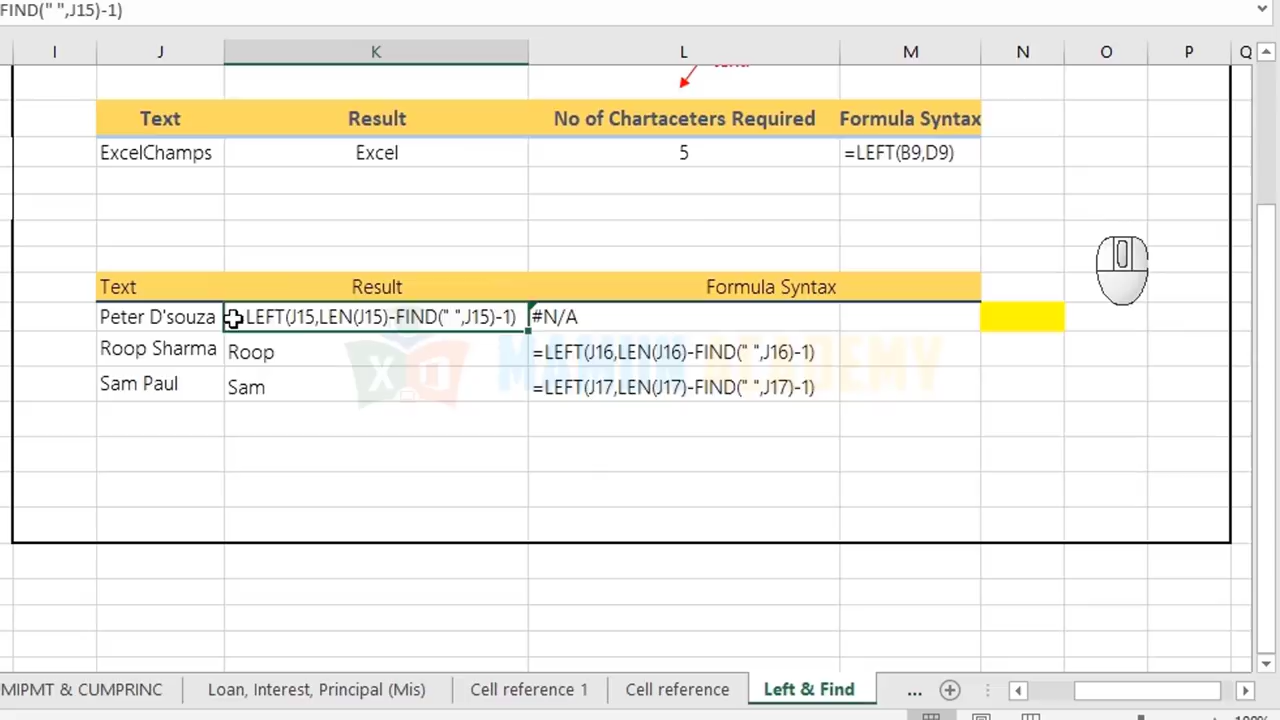 FIND(" ",J15)-1)
I J K L M N O P Q
Text Result No of Chartaceters Required Formula Syntax
ExcelChamps Excel 5 =LEFT(B9,D9)
Text Result Formula Syntax
Peter D'souza LEFT(J15,LEN(J15)-FIND(" ",J15)-1) #N/A
Roop Sharma Roop =LEFT(J16,LEN(J16)-FIND(" ",J16)-1)
Sam Paul Sam =LEFT(J17,LEN(J17)-FIND(" ",J17)-1)
MAMUN ACADEMY
MIPMT & CUMPRINC Loan, Interest, Principal (Mis) Cell reference 1 Cell reference Left & Find ...